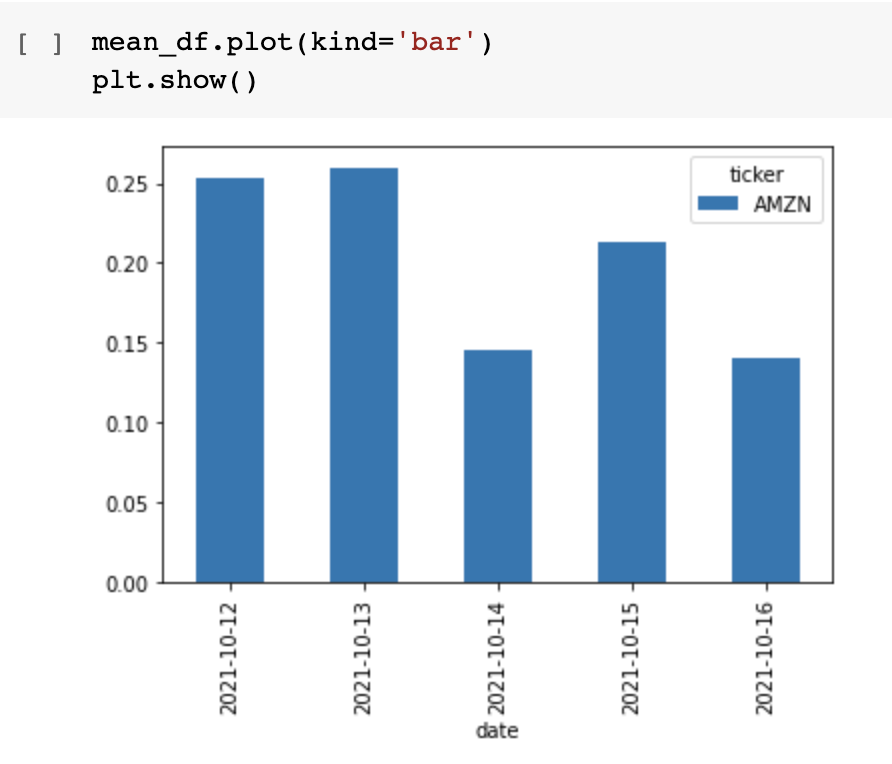 [ ] mean_df.plot(kind='bar')
plt.show()
ticker
AMZN
0.25
0.20
0.15
0.10
0.05
0.00
2021-10-12
2021-10-13
2021-10-14
2021-10-15
2021-10-16
date